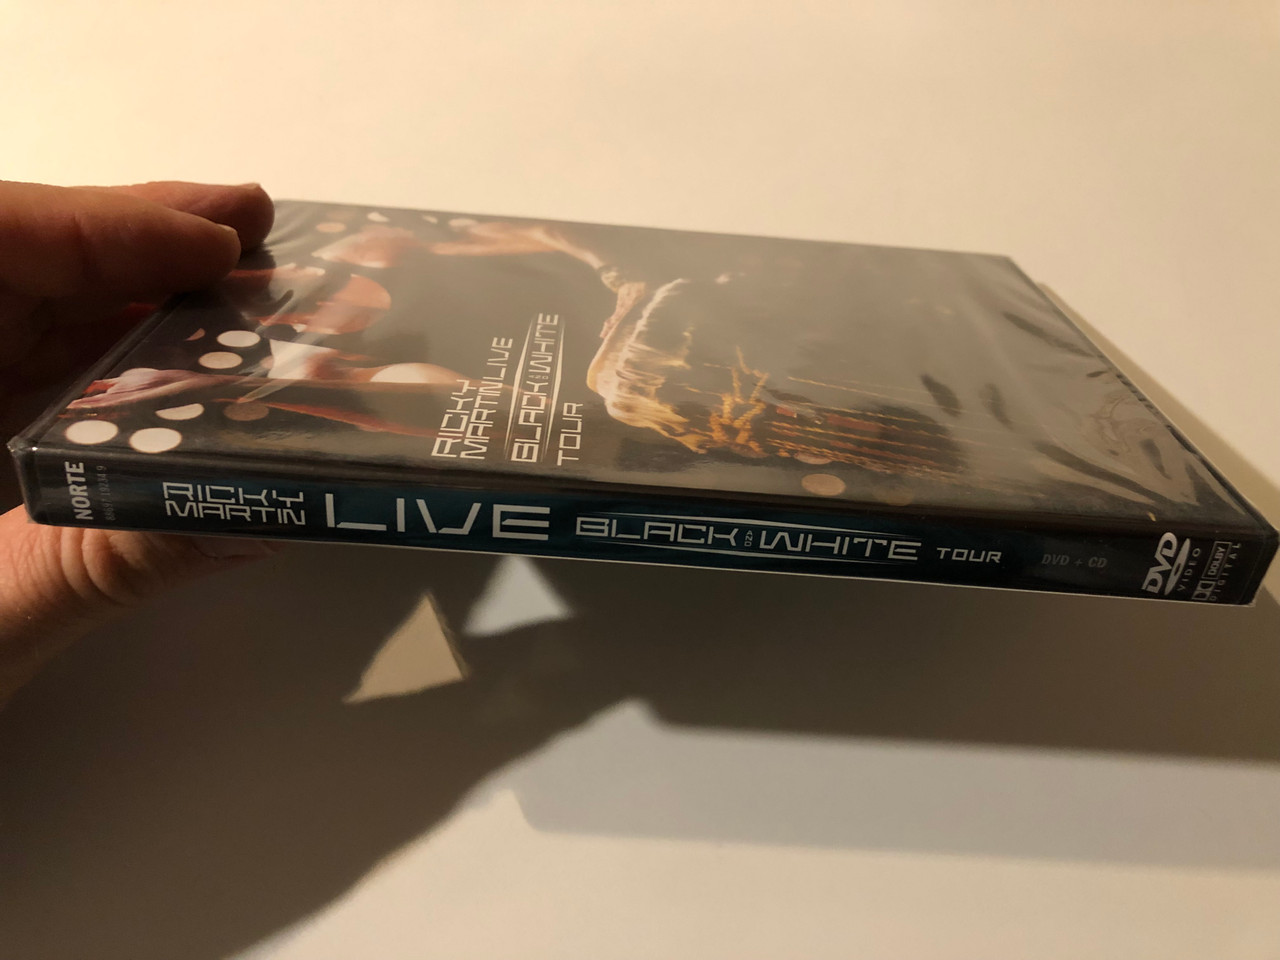 RICKY
MARTIN LIVE
BLACK AND WHITE
TOUR
NORTE
RICKY
MARTIN
LIVE
BLACK AND WHITE TOUR
DVD + CD
DVD
VIDEO
DOLBY
DIGITAL